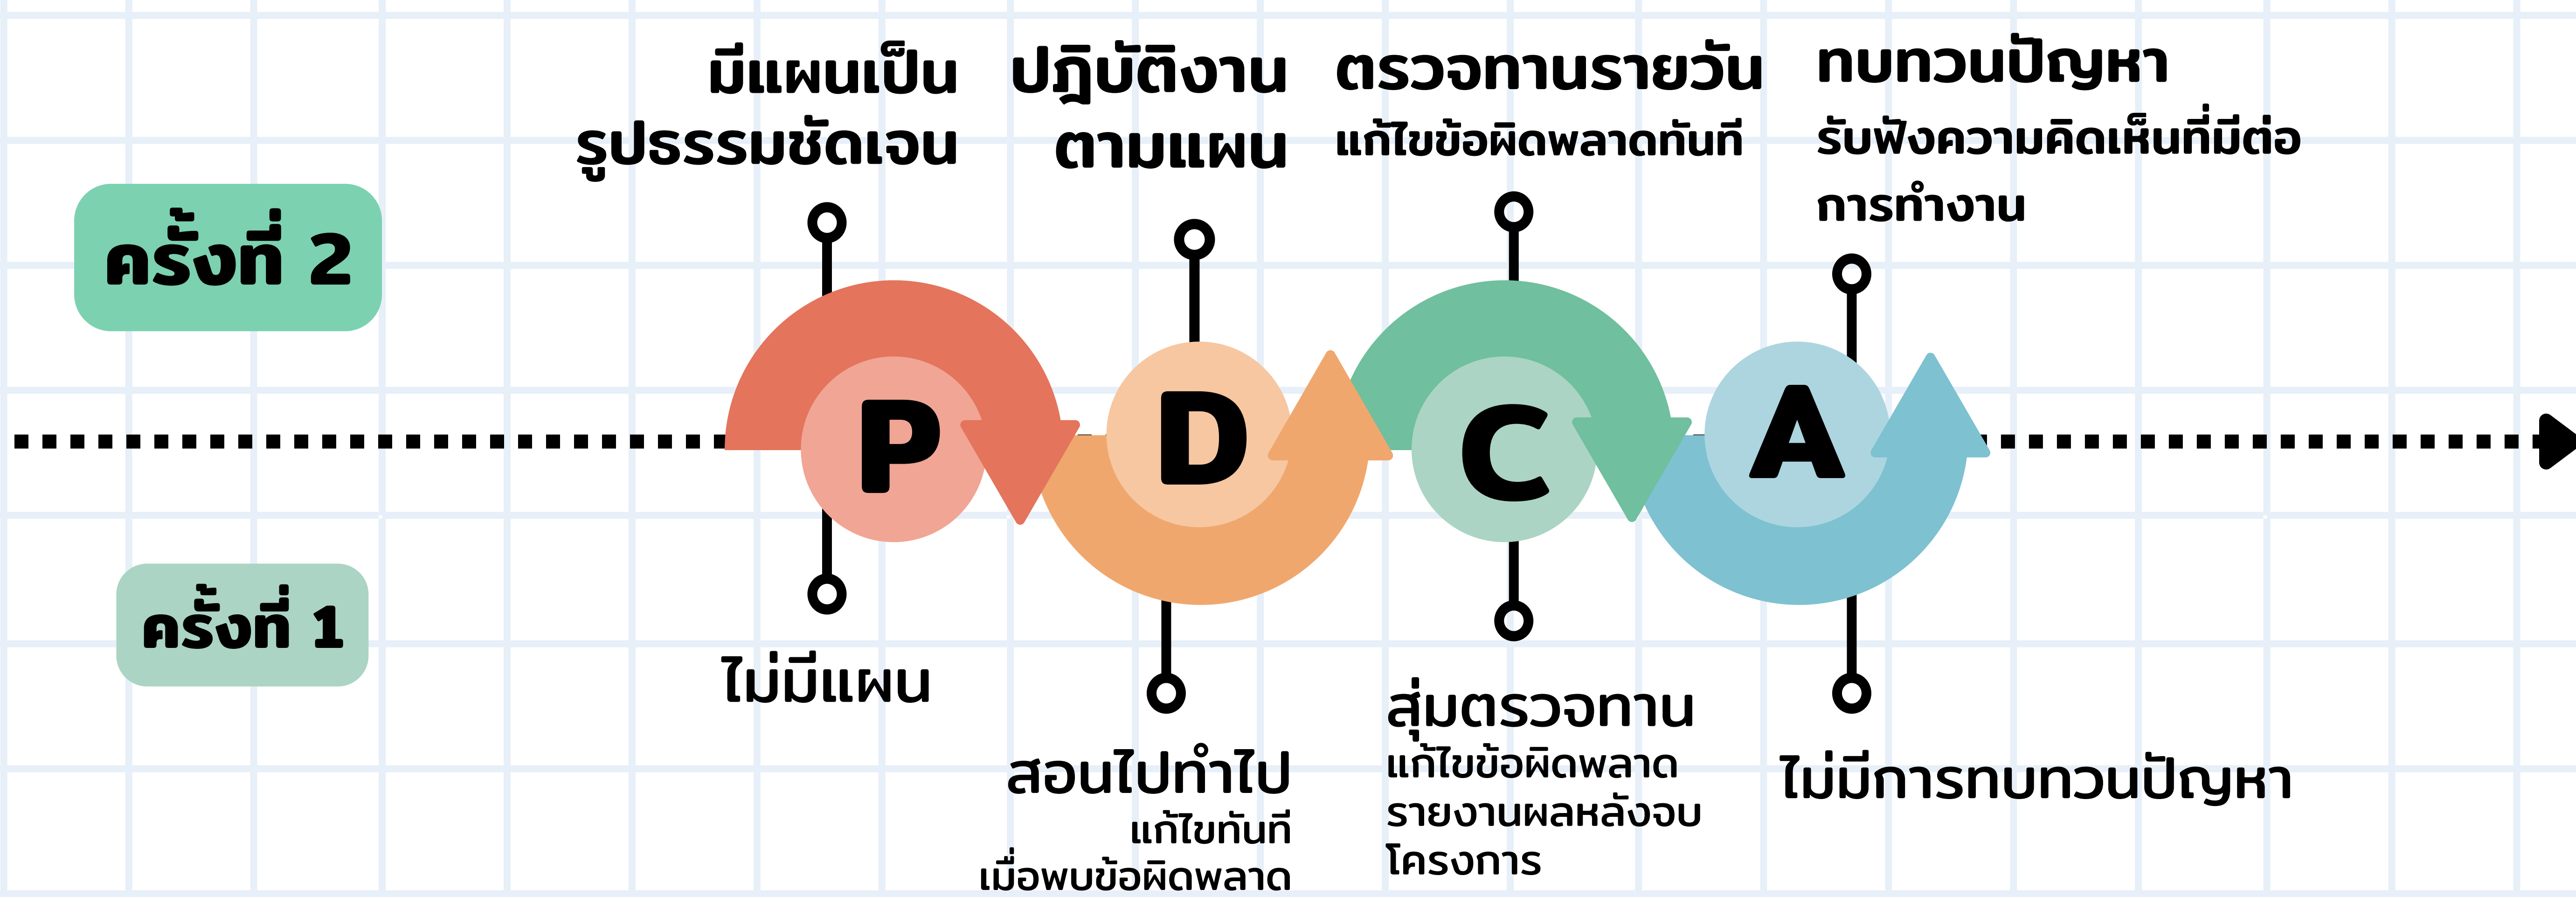 มีแผนเป็น
รูปธรรมชัดเจน
ปฎิบัติงาน
ตามแผน
ตรวจทานรายวัน
แก้ไขข้อผิดพลาดทันที
ทบทวนปัญหา
รับฟังความคิดเห็นที่มีต่อ
การทำงาน
ครั้งที่ 2
P
D
C
A
ครั้งที่ 1
ไม่มีแผน
สอนไปทำไป
แก้ไขทันที
เมื่อพบข้อผิดพลาด
สุ่มตรวจทาน
แก้ไขข้อผิดพลาด
รายงานผลหลังจบ
โครงการ
ไม่มีการทบทวนปัญหา